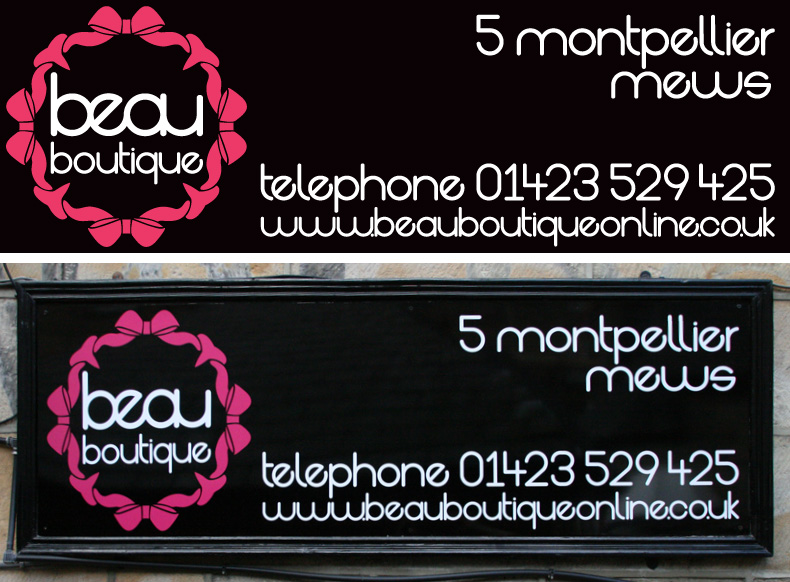 beau
boutique
5 montpellier
mews
telephone 01423 529 425
www.beauboutiqueonline.co.uk
beau
boutique
5 montpellier
mews
telephone 01423 529 425
www.beauboutiqueonline.co.uk